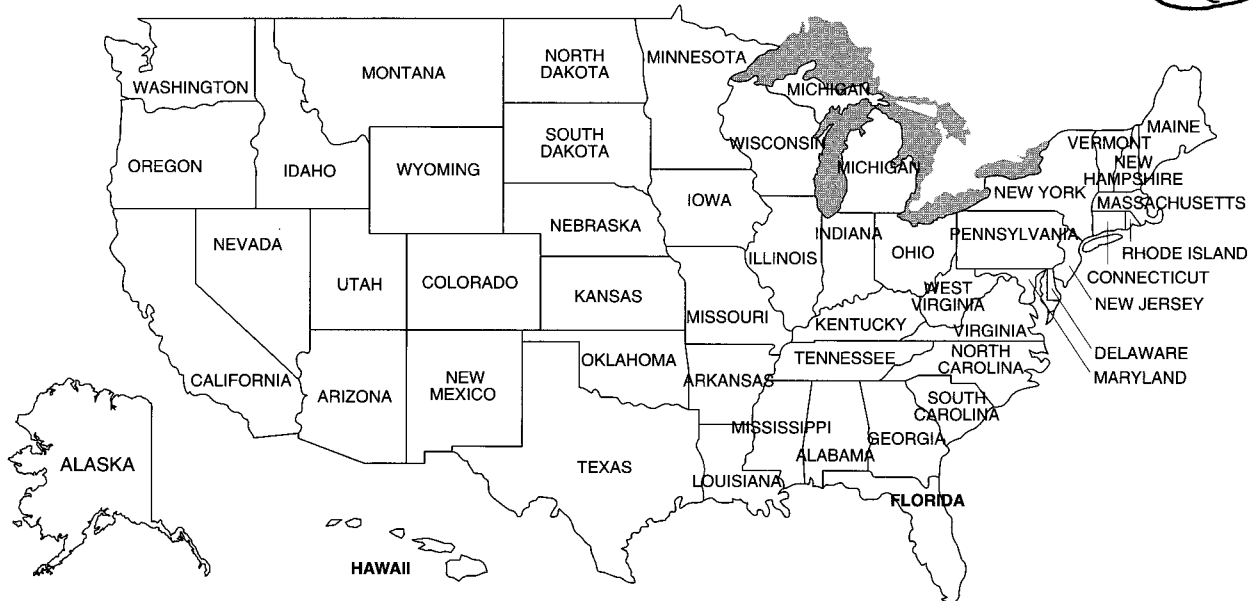 WASHINGTON
MONTANA
NORTH
DAKOTA
MINNESOTA
MICHIGAN
MAINE
VERMONT
NEW
HAMPSHIRE
OREGON
IDAHO
WYOMING
SOUTH
DAKOTA
WISCONSIN
MICHIGAN
NEW YORK
MASSACHUSETTS
NEVADA
NEBRASKA
IOWA
INDIANA
OHIO
PENNSYLVANIA
RHODE ISLAND
CONNECTICUT
NEW JERSEY
UTAH
COLORADO
KANSAS
ILLINOIS
MISSOURI
WEST
VIRGINIA
KENTUCKY
VIRGINIA
DELAWARE
MARYLAND
CALIFORNIA
ARIZONA
NEW
MEXICO
OKLAHOMA
ARKANSAS
TENNESSEE
NORTH
CAROLINA
SOUTH
CAROLINA
ALASKA
TEXAS
MISSISSIPPI
ALABAMA
GEORGIA
LOUISIANA
FLORIDA
HAWAII